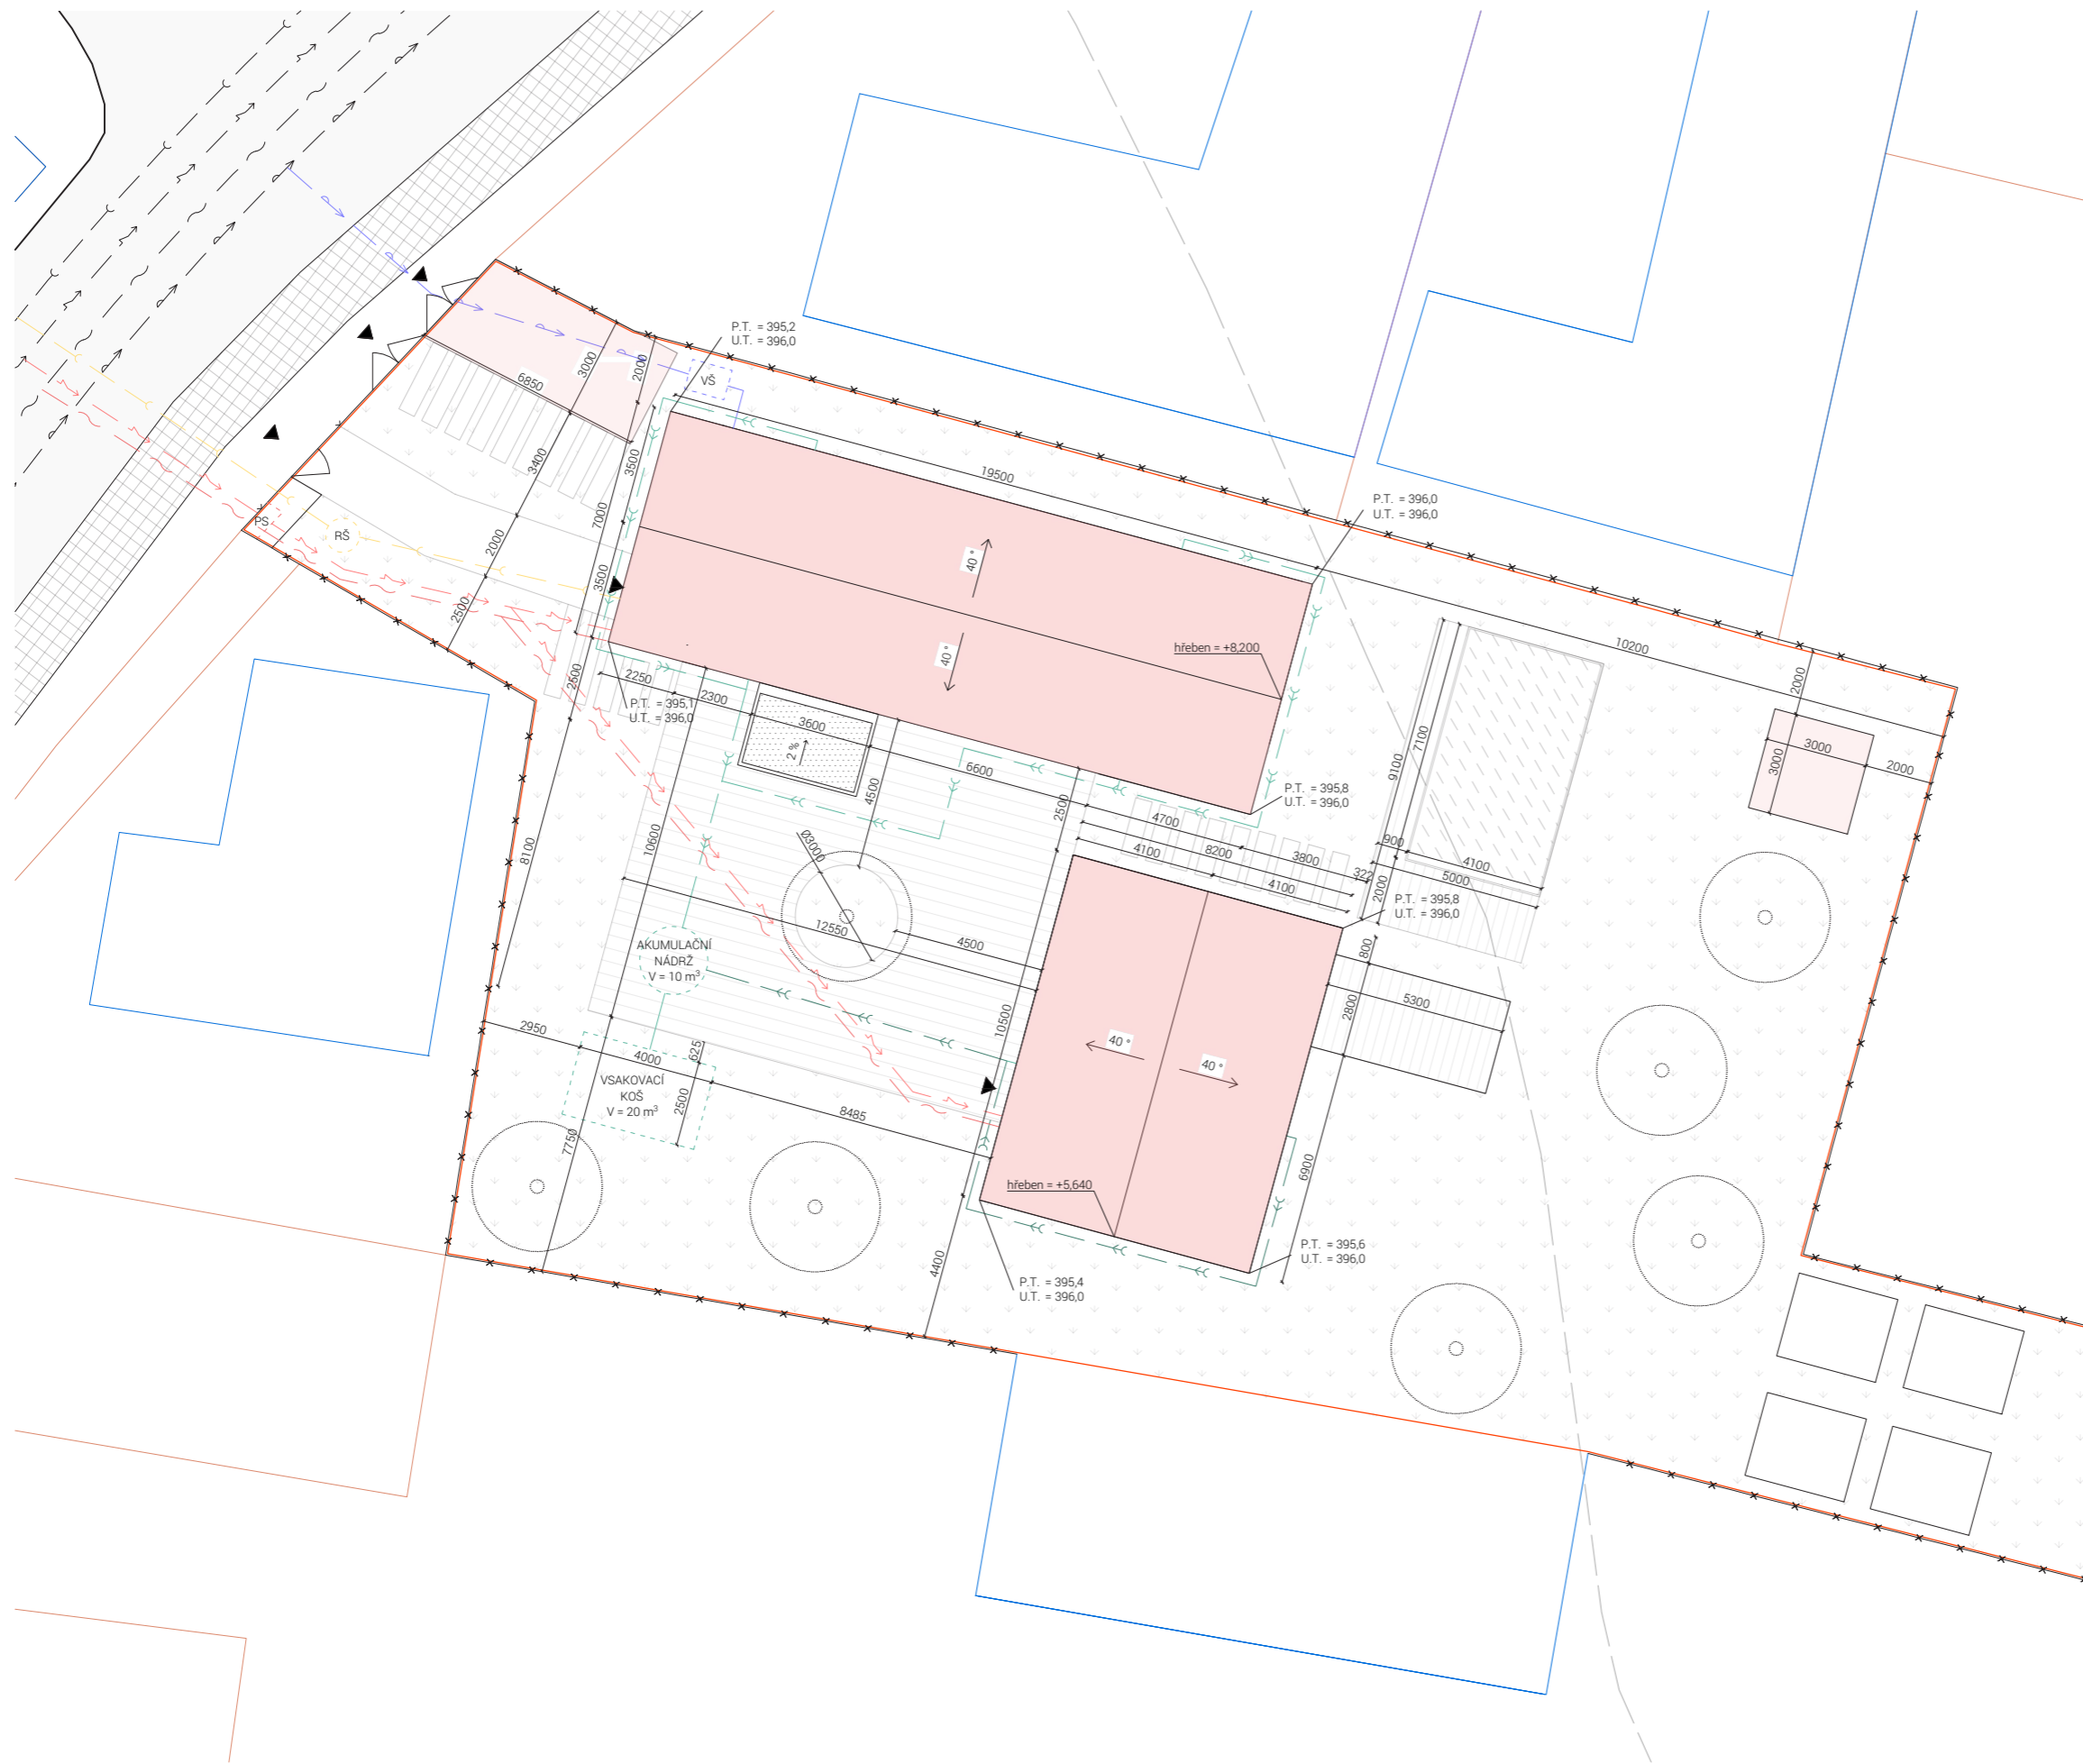 P.T. = 395,2
U.T. = 396,0
3000
2000
VŠ
6850
3400
3500
19500
P.T. = 396,0
U.T. = 396,0
7000
PS
RŠ
2000
40 °
3500
2500
10200
hřeben = +8,200
40 °
2500
2250
2300
P.T. = 395,1
U.T. = 396,0
3600
2 %
2000
3000
3000
2000
7100
9100
6600
4500
P.T. = 395,8
U.T. = 396,0
2500
4700
4100
8200
3800
900
4100
322
5000
4100
2000
8100
10600
Ø3000
P.T. = 395,8
U.T. = 396,0
12550
4500
AKUMULAČNÍ
NÁDRŽ
V = 10 m³
800
5300
2800
10500
2950
4000
625
40 °
40 °
VSAKOVACÍ
KOŠ
V = 20 m³
2500
8485
7750
6900
hřeben = +5,640
4400
P.T. = 395,6
U.T. = 396,0
P.T. = 395,4
U.T. = 396,0